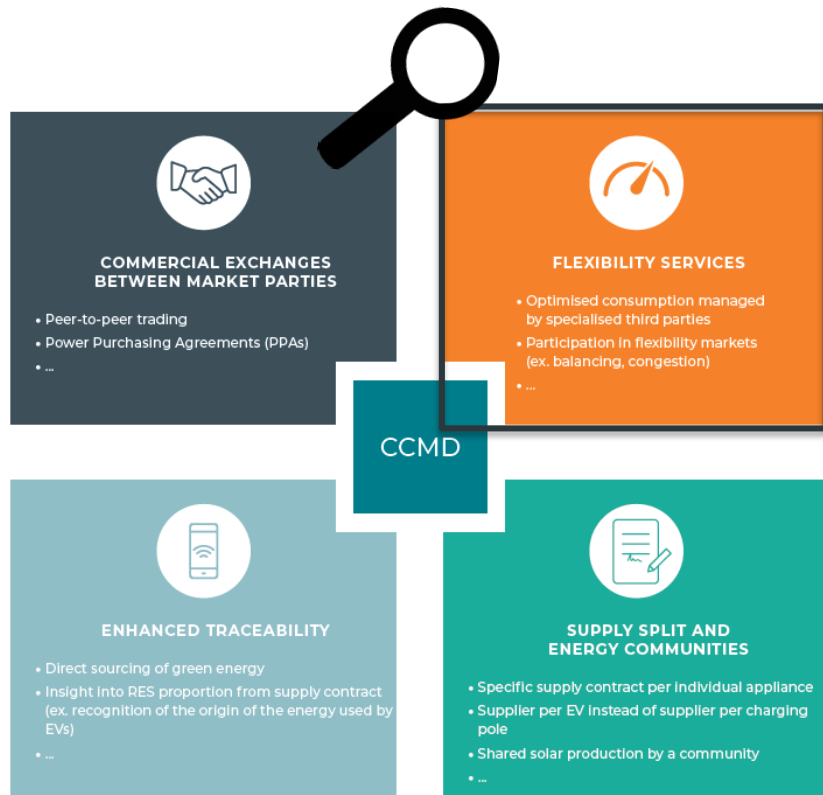 COMMERCIAL EXCHANGES
BETWEEN MARKET PARTIES
• Peer-to-peer trading
• Power Purchasing Agreements (PPAs)
• ...
FLEXIBILITY SERVICES
• Optimised consumption managed
by specialised third parties
• Participation in flexibility markets
(ex. balancing, congestion)
• ...
CCMD
ENHANCED TRACEABILITY
• Direct sourcing of green energy
• Insight into RES proportion from supply contract
(ex. recognition of the origin of the energy used by
EVs)
• ...
SUPPLY SPLIT AND
ENERGY COMMUNITIES
• Specific supply contract per individual appliance
• Supplier per EV instead of supplier per charging
pole
• Shared solar production by a community
• ...